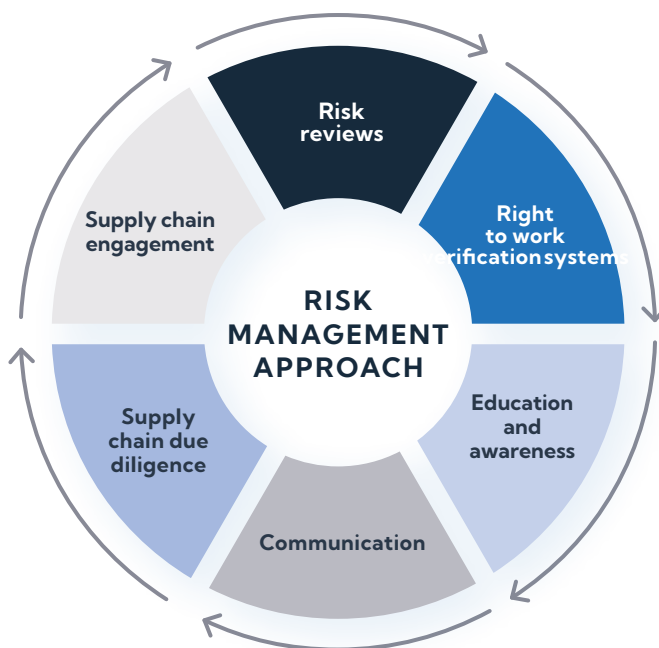 Risk
reviews
Right
to work
verification systems
Supply chain
engagement
RISK
MANAGEMENT
APPROACH
Education
and
awareness
Supply
chain due
diligence
Communication